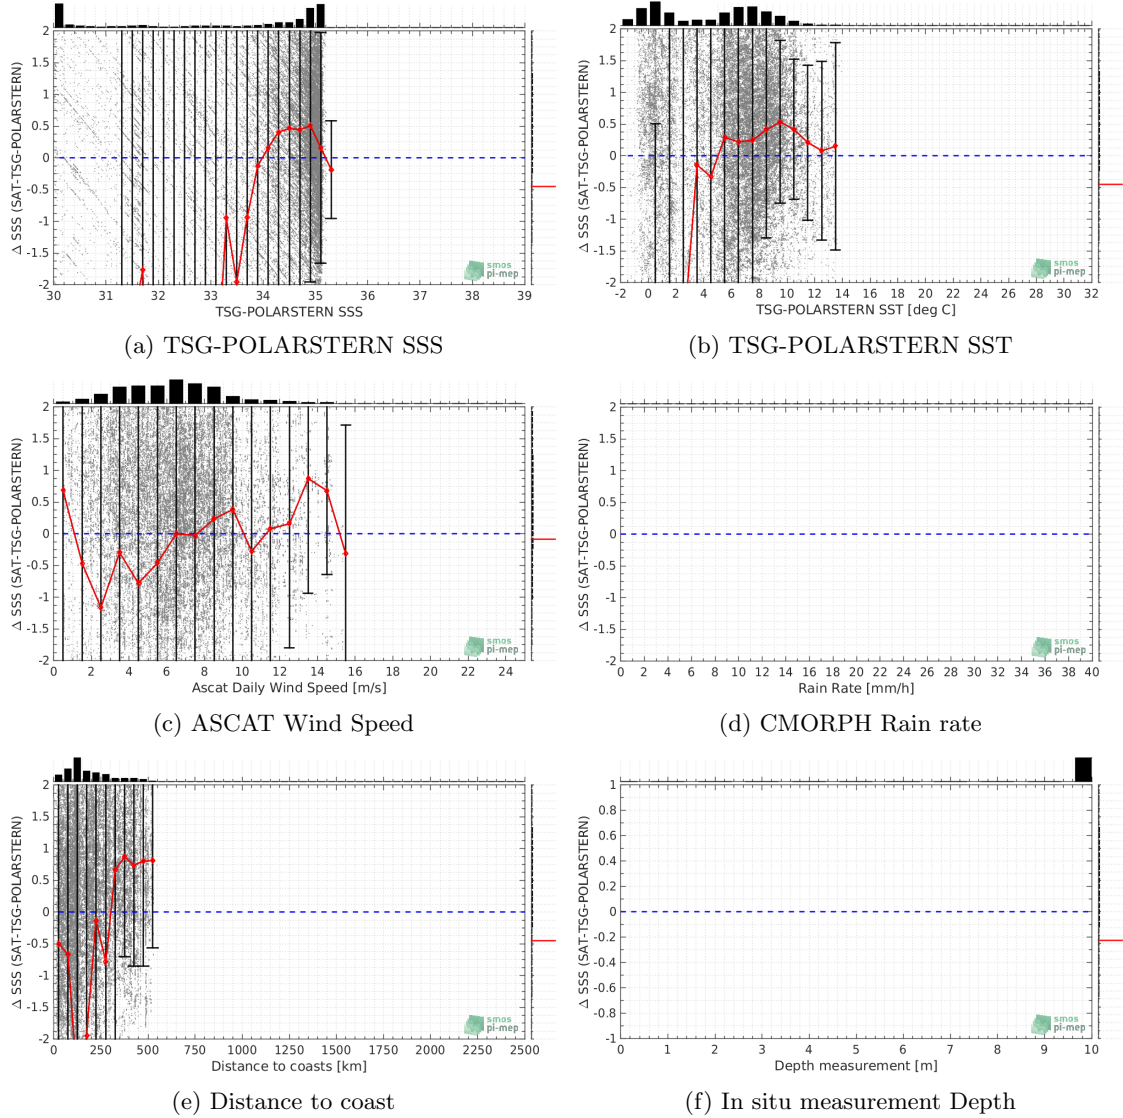 2
1.5
1
0.5
0
-0.5
-1
-1.5
-2
Δ SSS (SAT-TSG-POLARSTERN)
30 31 32 33 34 35 36 37 38 39
TSG-POLARSTERN SSS
smos
pi-mep
(a) TSG-POLARSTERN SSS
2
1.5
1
0.5
0
-0.5
-1
-1.5
-2
Δ SSS (SAT-TSG-POLARSTERN)
-2 0 2 4 6 8 10 12 14 16 18 20 22 24 26 28 30 32
TSG-POLARSTERN SST [deg C]
smos
pi-mep
(b) TSG-POLARSTERN SST
2
1.5
1
0.5
0
-0.5
-1
-1.5
-2
Δ SSS (SAT-TSG-POLARSTERN)
0 2 4 6 8 10 12 14 16 18 20 22 24
Ascat Daily Wind Speed [m/s]
smos
pi-mep
(c) ASCAT Wind Speed
2
1.5
1
0.5
0
-0.5
-1
-1.5
-2
Δ SSS (SAT-TSG-POLARSTERN)
0 2 4 6 8 10 12 14 16 18 20 22 24 26 28 30 32 34 36 38 40
Rain Rate [mm/h]
smos
pi-mep
(d) CMORPH Rain rate
2
1.5
1
0.5
0
-0.5
-1
-1.5
-2
Δ SSS (SAT-TSG-POLARSTERN)
0 250 500 750 1000 1250 1500 1750 2000 2250 2500
Distance to coasts [km]
smos
pi-mep
(e) Distance to coast
1
0.8
0.6
0.4
0.2
0
-0.2
-0.4
-0.6
-0.8
-1
Δ SSS (SAT-TSG-POLARSTERN)
0 1 2 3 4 5 6 7 8 9 10
Depth measurement [m]
smos
pi-mep
(f) In situ measurement Depth